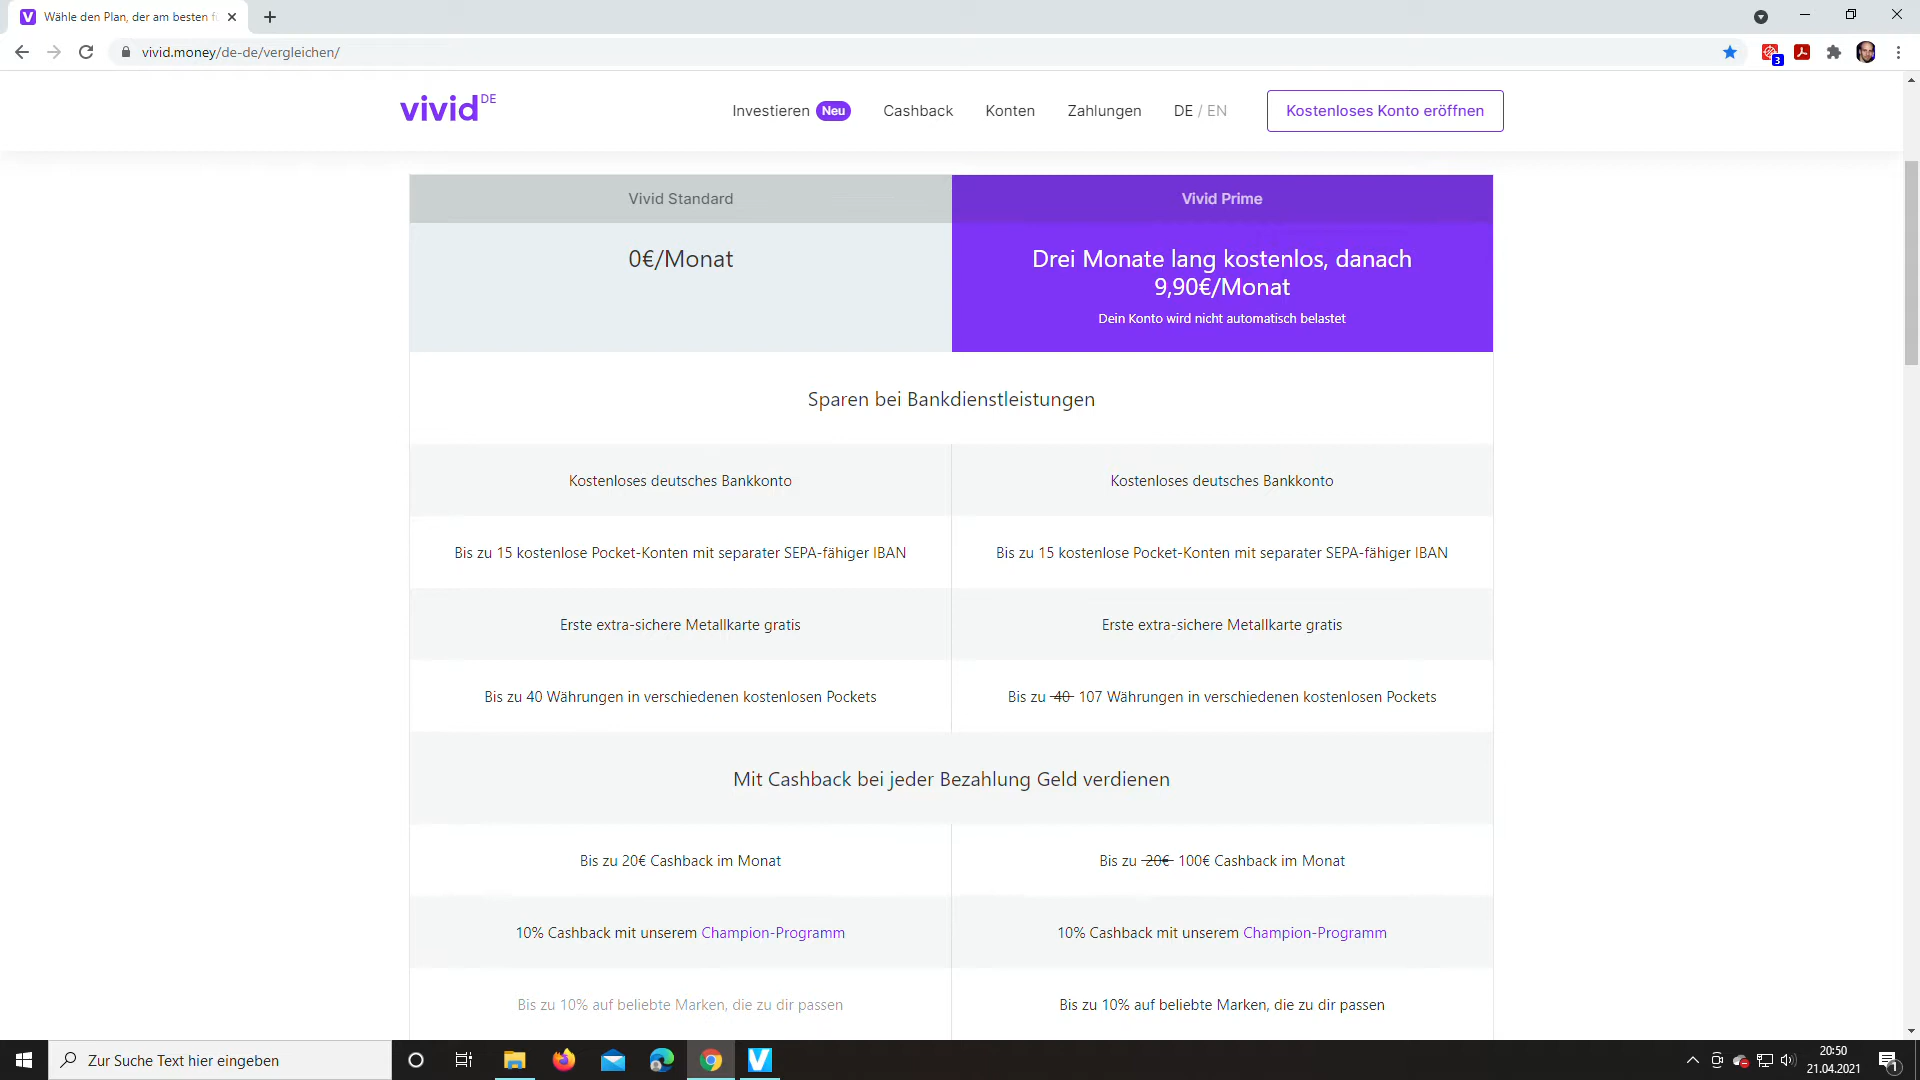 Wähle den Plan, der am besten f
vivid.money/de-de/vergleichen/
3
vivid DE
Investieren Neu Cashback Konten Zahlungen DE / EN Kostenloses Konto eröffnen
Vivid Standard
Vivid Prime
0€/Monat
Drei Monate lang kostenlos, danach
9,90€/Monat
Dein Konto wird nicht automatisch belastet
Sparen bei Bankdienstleistungen
Kostenloses deutsches Bankkonto
Kostenloses deutsches Bankkonto
Bis zu 15 kostenlose Pocket-Konten mit separater SEPA-fähiger IBAN
Bis zu 15 kostenlose Pocket-Konten mit separater SEPA-fähiger IBAN
Erste extra-sichere Metallkarte gratis
Erste extra-sichere Metallkarte gratis
Bis zu 40 Währungen in verschiedenen kostenlosen Pockets
Bis zu 40 107 Währungen in verschiedenen kostenlosen Pockets
Mit Cashback bei jeder Bezahlung Geld verdienen
Bis zu 20€ Cashback im Monat
Bis zu 20€ 100€ Cashback im Monat
10% Cashback mit unserem Champion-Programm
10% Cashback mit unserem Champion-Programm
Bis zu 10% auf beliebte Marken, die zu dir passen
Bis zu 10% auf beliebte Marken, die zu dir passen
Zur Suche Text hier eingeben
20:50
21.04.2021
1